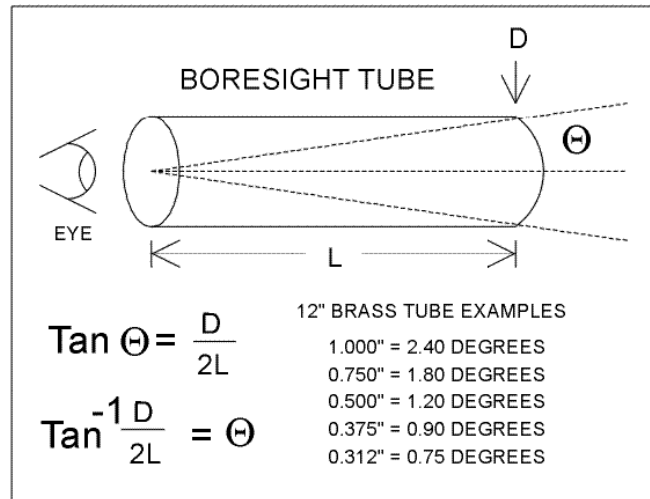 D
BORESIGHT TUBE
Θ
EYE
L
Tan Θ = D/2L
Tan⁻¹ D/2L = Θ
12" BRASS TUBE EXAMPLES
1.000" = 2.40 DEGREES
0.750" = 1.80 DEGREES
0.500" = 1.20 DEGREES
0.375" = 0.90 DEGREES
0.312" = 0.75 DEGREES